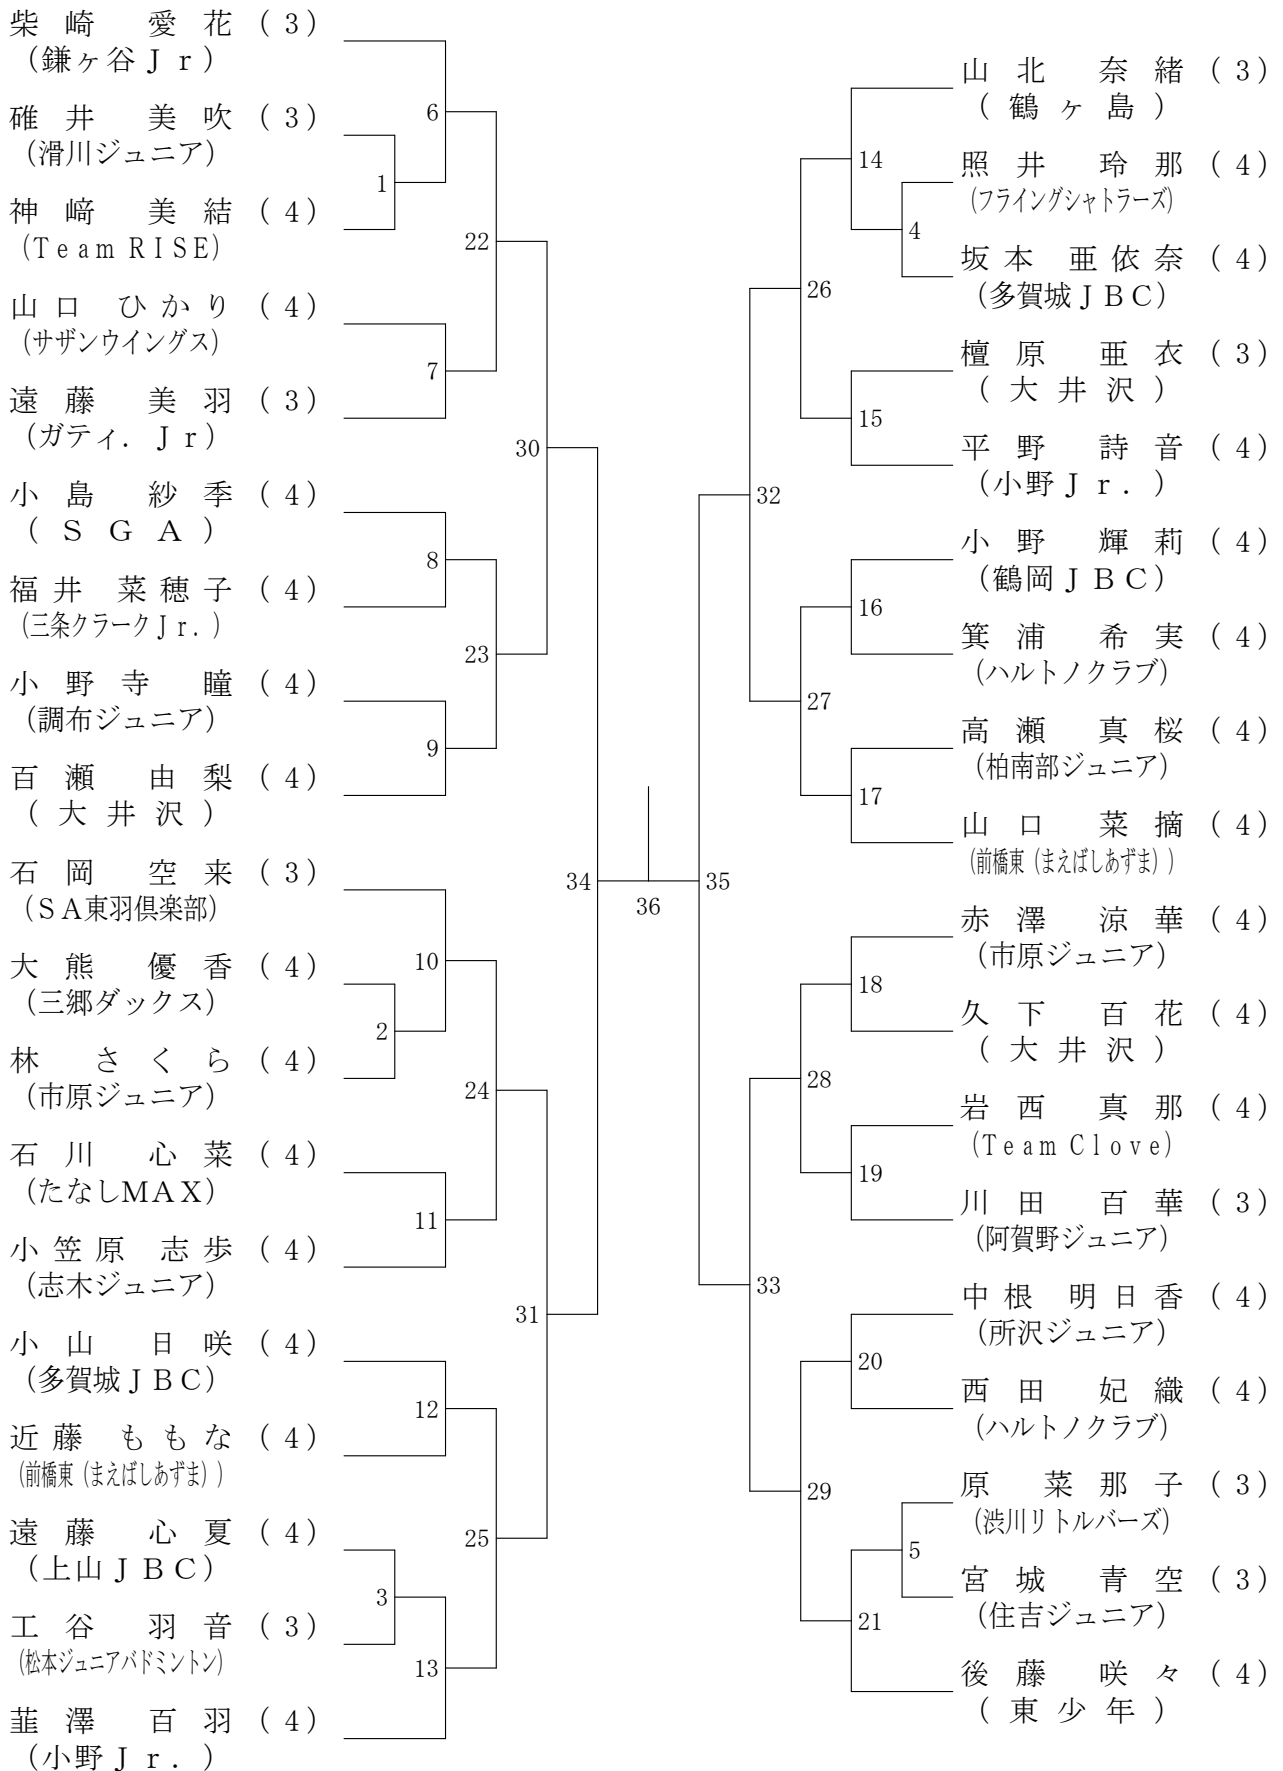 柴崎 愛花（3）
（鎌ヶ谷Ｊｒ）
碓井 美吹（3）
（滑川ジュニア）
神﨑 美結（4）
（Team RISE）
山口 ひかり（4）
（サザンウイングス）
遠藤 美羽（3）
（ガティ．Ｊｒ）
小島 紗季（4）
（ＳＧＡ）
福井 菜穂子（4）
（三条クラークＪｒ．）
小野寺 瞳（4）
（調布ジュニア）
百瀬 由梨（4）
（大井沢）
石岡 空来（3）
（ＳＡ東羽倶楽部）
大熊 優香（4）
（三郷ダックス）
林 さくら（4）
（市原ジュニア）
石川 心菜（4）
（たなしMAX）
小笠原 志歩（4）
（志木ジュニア）
小山 日咲（4）
（多賀城ＪＢＣ）
近藤 ももな（4）
（前橋東（まえばしあずま））
遠藤 心夏（4）
（上山ＪＢＣ）
工谷 羽音（3）
（松本ジュニアバドミントン）
韮澤 百羽（4）
（小野Ｊｒ．）
6
1
22
7
30
8
23
9
34
10
2
24
11
31
12
25
3
13
36
35
14
4
26
15
32
16
27
17
18
28
19
33
20
29
5
21
山北 奈緒（3）
（鶴ヶ島）
照井 玲那（4）
（フライングシャトラーズ）
坂本 亜依奈（4）
（多賀城ＪＢＣ）
檀原 亜衣（3）
（大井沢）
平野 詩音（4）
（小野Ｊｒ．）
小野 輝莉（4）
（鶴岡ＪＢＣ）
箕浦 希実（4）
（ハルトノクラブ）
高瀬 真桜（4）
（柏南部ジュニア）
山口 菜摘（4）
（前橋東（まえばしあずま））
赤澤 涼華（4）
（市原ジュニア）
久下 百花（4）
（大井沢）
岩西 真那（4）
（Team Clove）
川田 百華（3）
（阿賀野ジュニア）
中根 明日香（4）
（所沢ジュニア）
西田 妃織（4）
（ハルトノクラブ）
原 菜那子（3）
（渋川リトルバーズ）
宮城 青空（3）
（住吉ジュニア）
後藤 咲々（4）
（東少年）